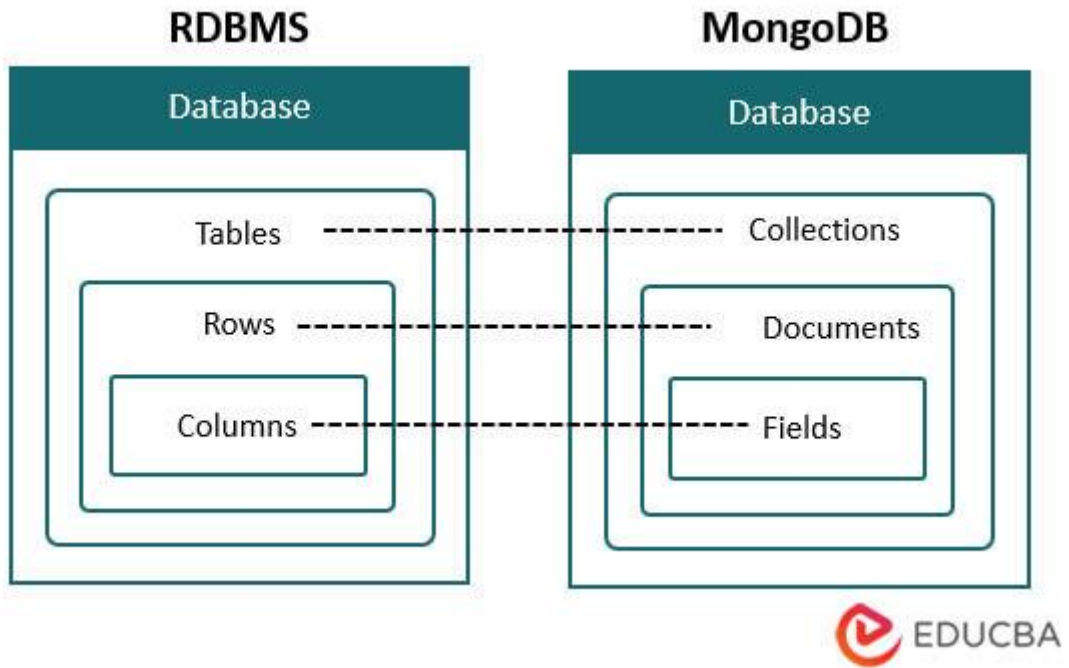 RDBMS
MongoDB
Database
Database
Tables
Collections
Rows
Documents
Columns
Fields
EDUCBA